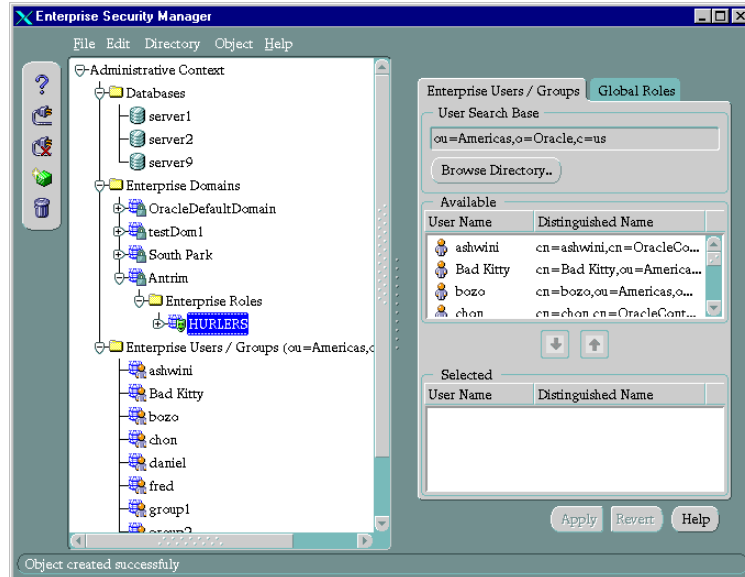 Enterprise Security Manager
File Edit Directory Object Help
Administrative Context
Databases
server1
server2
server9
Enterprise Domains
OracleDefaultDomain
testDom1
South Park
Antrim
Enterprise Roles
HURLERS
Enterprise Users / Groups (ou=Americas,o
ashwini
Bad Kitty
bozo
chon
daniel
fred
group1
group2
Enterprise Users / Groups Global Roles
User Search Base
ou=Americas,o=Oracle,c=us
Browse Directory..
Available
User Name Distinguished Name
ashwini cn=ashwini,cn=OracleCo...
Bad Kitty cn=Bad Kitty,ou=America...
bozo cn=bozo,ou=Americas,o...
chon cn=chon,cn=OracleCont...
Selected
User Name Distinguished Name
Apply Revert Help
Object created successfuly